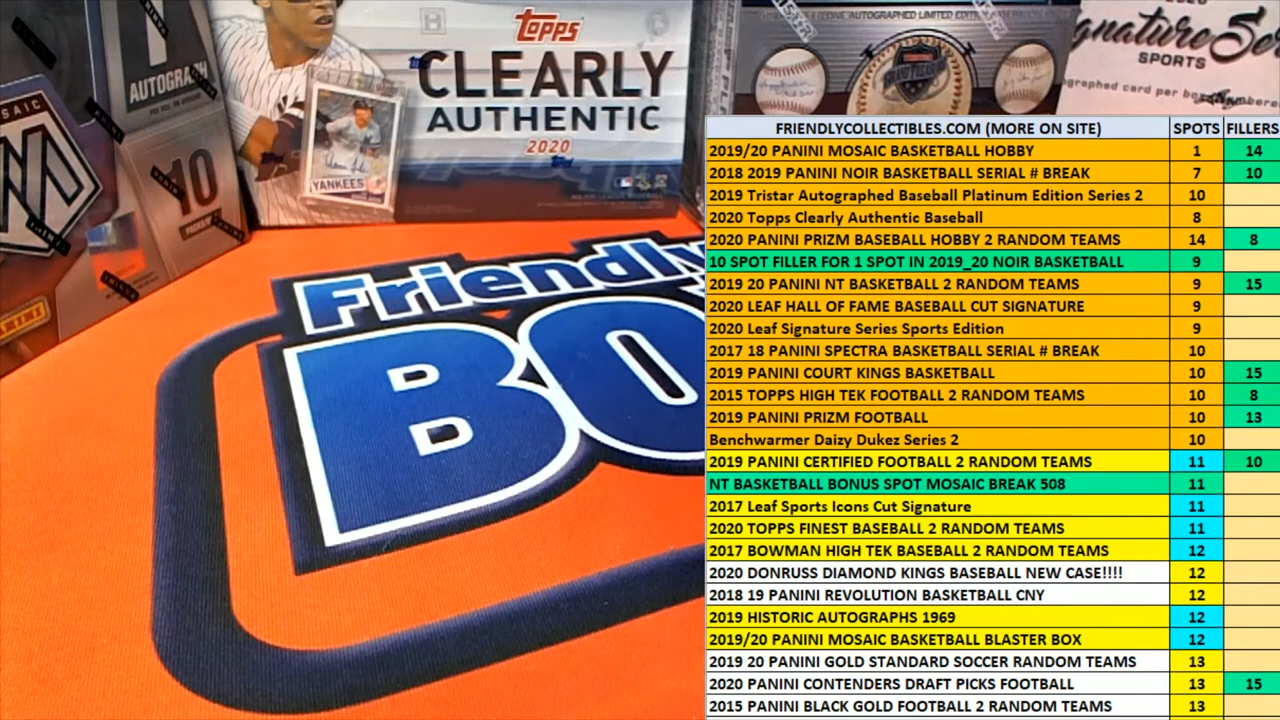 TOPPS
CLEARLY
AUTHENTIC
2020
topps
YANKEES
MOSAIC
AUTOGRAPH
10
PANINI
Friendly
BO
AUTOGRAPHED LIMITED EDITION
Signature Se
SPORTS
ographed card per box
FRIENDLYCOLLECTIBLES.COM (MORE ON SITE) SPOTS FILLERS
2019/20 PANINI MOSAIC BASKETBALL HOBBY 1 14
2018 2019 PANINI NOIR BASKETBALL SERIAL # BREAK 7 10
2019 Tristar Autographed Baseball Platinum Edition Series 2 10
2020 Topps Clearly Authentic Baseball 8
2020 PANINI PRIZM BASEBALL HOBBY 2 RANDOM TEAMS 14 8
10 SPOT FILLER FOR 1 SPOT IN 2019_20 NOIR BASKETBALL 9
2019 20 PANINI NT BASKETBALL 2 RANDOM TEAMS 9 15
2020 LEAF HALL OF FAME BASEBALL CUT SIGNATURE 9
2020 Leaf Signature Series Sports Edition 9
2017 18 PANINI SPECTRA BASKETBALL SERIAL # BREAK 10
2019 PANINI COURT KINGS BASKETBALL 10 15
2015 TOPPS HIGH TEK FOOTBALL 2 RANDOM TEAMS 10 8
2019 PANINI PRIZM FOOTBALL 10 13
Benchwarmer Daizy Dukez Series 2 10
2019 PANINI CERTIFIED FOOTBALL 2 RANDOM TEAMS 11 10
NT BASKETBALL BONUS SPOT MOSAIC BREAK 508 11
2017 Leaf Sports Icons Cut Signature 11
2020 TOPPS FINEST BASEBALL 2 RANDOM TEAMS 11
2017 BOWMAN HIGH TEK BASEBALL 2 RANDOM TEAMS 12
2020 DONRUSS DIAMOND KINGS BASEBALL NEW CASE!!!! 12
2018 19 PANINI REVOLUTION BASKETBALL CNY 12
2019 HISTORIC AUTOGRAPHS 1969 12
2019/20 PANINI MOSAIC BASKETBALL BLASTER BOX 12
2019 20 PANINI GOLD STANDARD SOCCER RANDOM TEAMS 13
2020 PANINI CONTENDERS DRAFT PICKS FOOTBALL 13 15
2015 PANINI BLACK GOLD FOOTBALL 2 RANDOM TEAMS 13